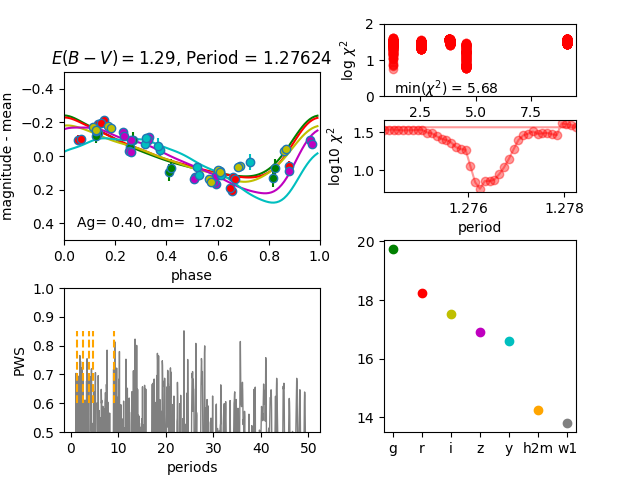 E(B − V) = 1.29, Period = 1.27624
magnitude - mean
−0.4
−0.2
0.0
0.2
0.4
Ag= 0.40, dm= 17.02
0.0 0.2 0.4 0.6 0.8 1.0
phase
log χ²
2
1
0
min(χ²) = 5.68
2.5 5.0 7.5
log10 χ²
1.5
1.0
1.276 1.278
period
PWS
1.0
0.9
0.8
0.7
0.6
0.5
0 10 20 30 40 50
periods
20
18
16
14
g r i z y h2m w1